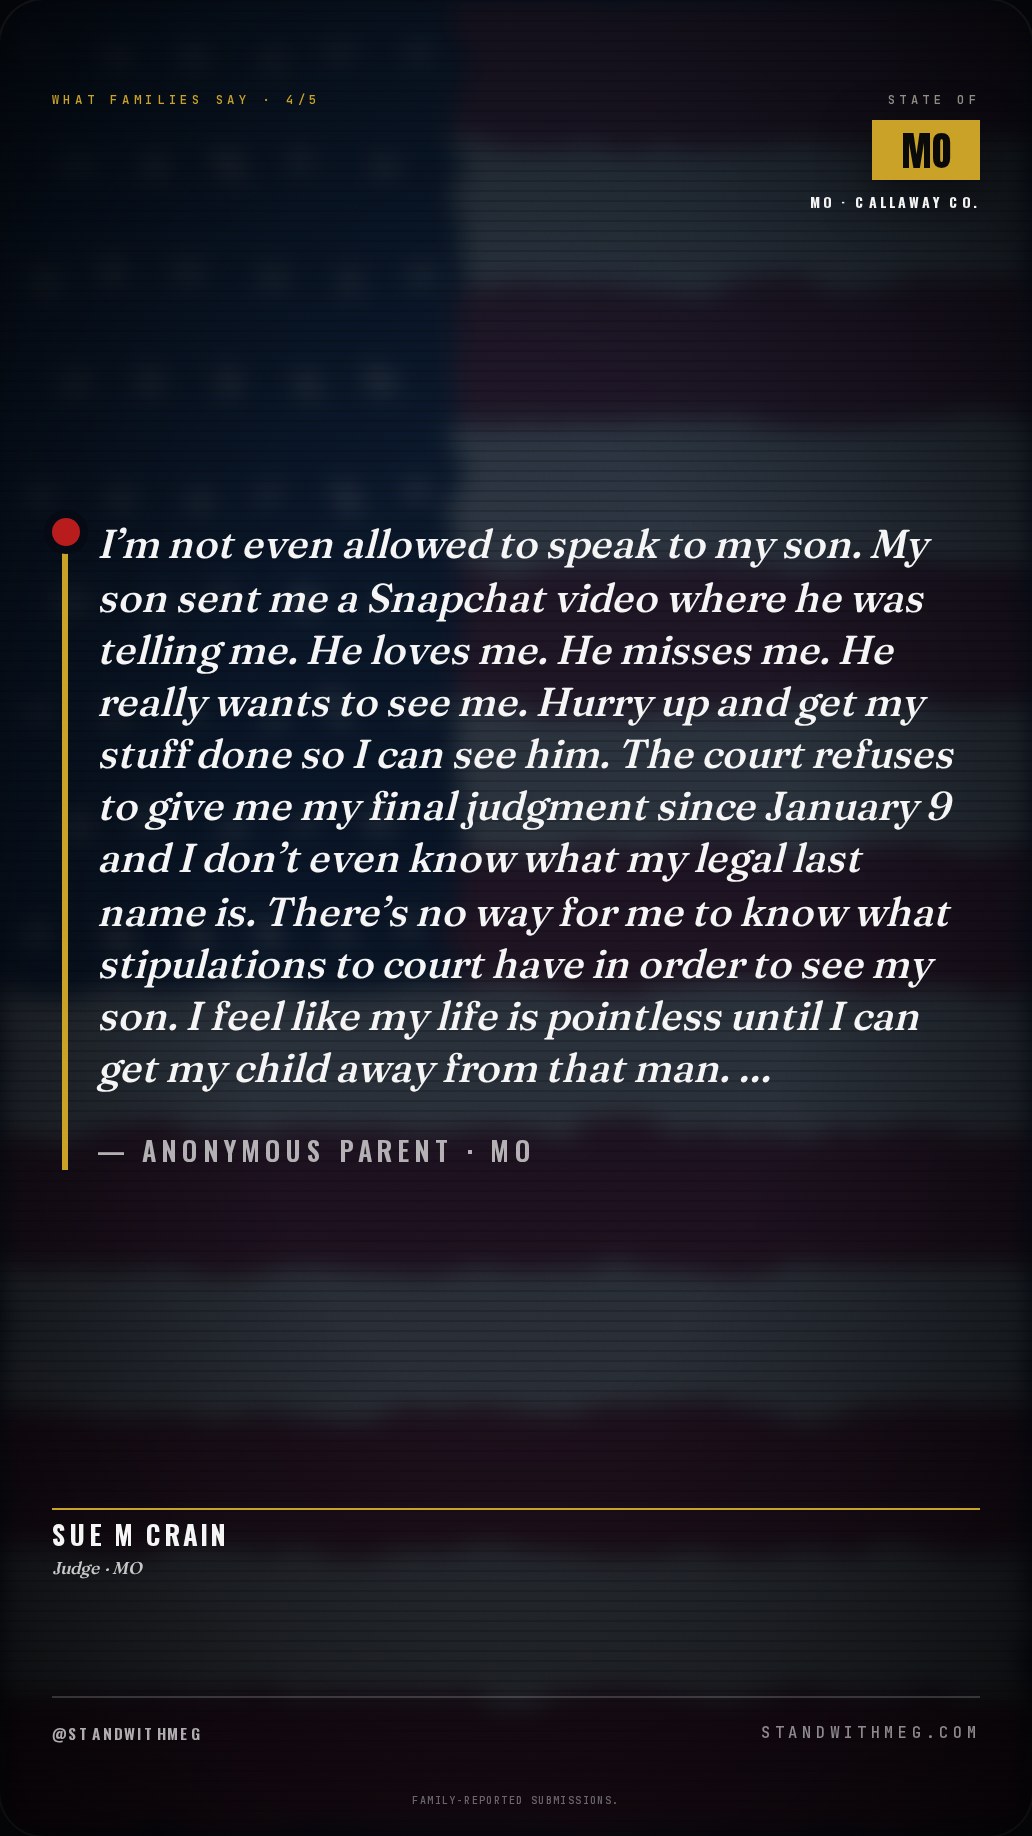 WHAT FAMILIES SAY · 4/5
STATE OF
MO
MO · CALLAWAY CO.
I’m not even allowed to speak to my son. My
son sent me a Snapchat video where he was
telling me. He loves me. He misses me. He
really wants to see me. Hurry up and get my
stuff done so I can see him. The court refuses
to give me my final judgment since January 9
and I don’t even know what my legal last
name is. There’s no way for me to know what
stipulations to court have in order to see my
son. I feel like my life is pointless until I can
get my child away from that man. ...
— ANONYMOUS PARENT · MO
SUE M CRAIN
Judge · MO
@STANDWITHMEG
STANDWITHMEG.COM
FAMILY-REPORTED SUBMISSIONS.